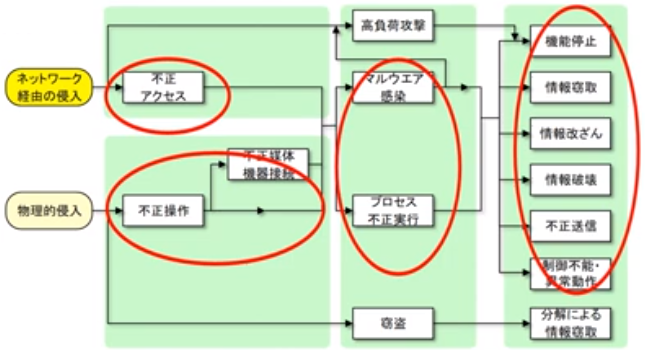 高負荷攻撃
機能停止
ネットワーク
経由の侵入
不正
アクセス
マルウエア
感染
情報窃取
情報改ざん
不正媒体
機器接続
情報破壊
物理的侵入
不正操作
プロセス
不正実行
不正送信
制御不能・
異常動作
窃盗
分解による
情報窃取